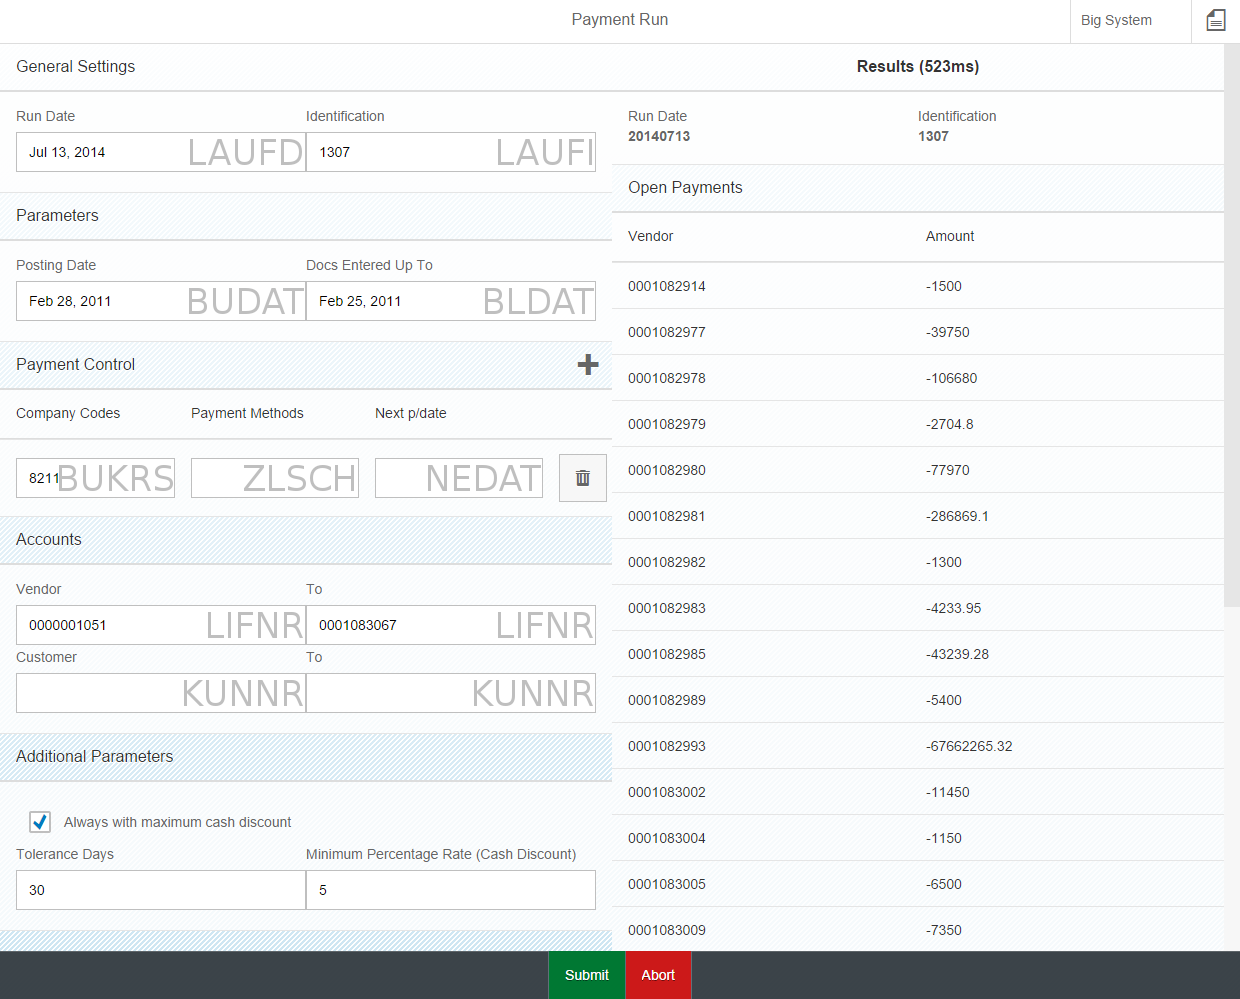 Payment Run
Big System
General Settings
Run Date
Identification
Jul 13, 2014
LAUFD
1307
LAUFI
Parameters
Posting Date
Docs Entered Up To
Feb 28, 2011
BUDAT
Feb 25, 2011
BLDAT
Payment Control
Company Codes
Payment Methods
Next p/date
8211
BUKRS
ZLSCH
NEDAT
Accounts
Vendor
To
0000001051
LIFNR
0001083067
LIFNR
Customer
To
KUNNR
KUNNR
Additional Parameters
Always with maximum cash discount
Tolerance Days
Minimum Percentage Rate (Cash Discount)
30
5
Results (523ms)
Run Date
Identification
20140713
1307
Open Payments
Vendor Amount
0001082914 -1500
0001082977 -39750
0001082978 -106680
0001082979 -2704.8
0001082980 -77970
0001082981 -286869.1
0001082982 -1300
0001082983 -4233.95
0001082985 -43239.28
0001082989 -5400
0001082993 -67662265.32
0001083002 -11450
0001083004 -1150
0001083005 -6500
0001083009 -7350
Submit
Abort